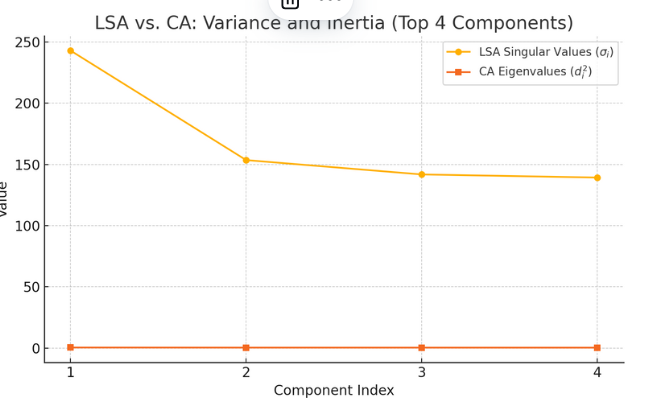 LSA vs. CA: Variance and Inertia (Top 4 Components)
250
200
150
100
50
0
Value
LSA Singular Values (σᵢ)
CA Eigenvalues (dᵢ²)
1 2 3 4
Component Index